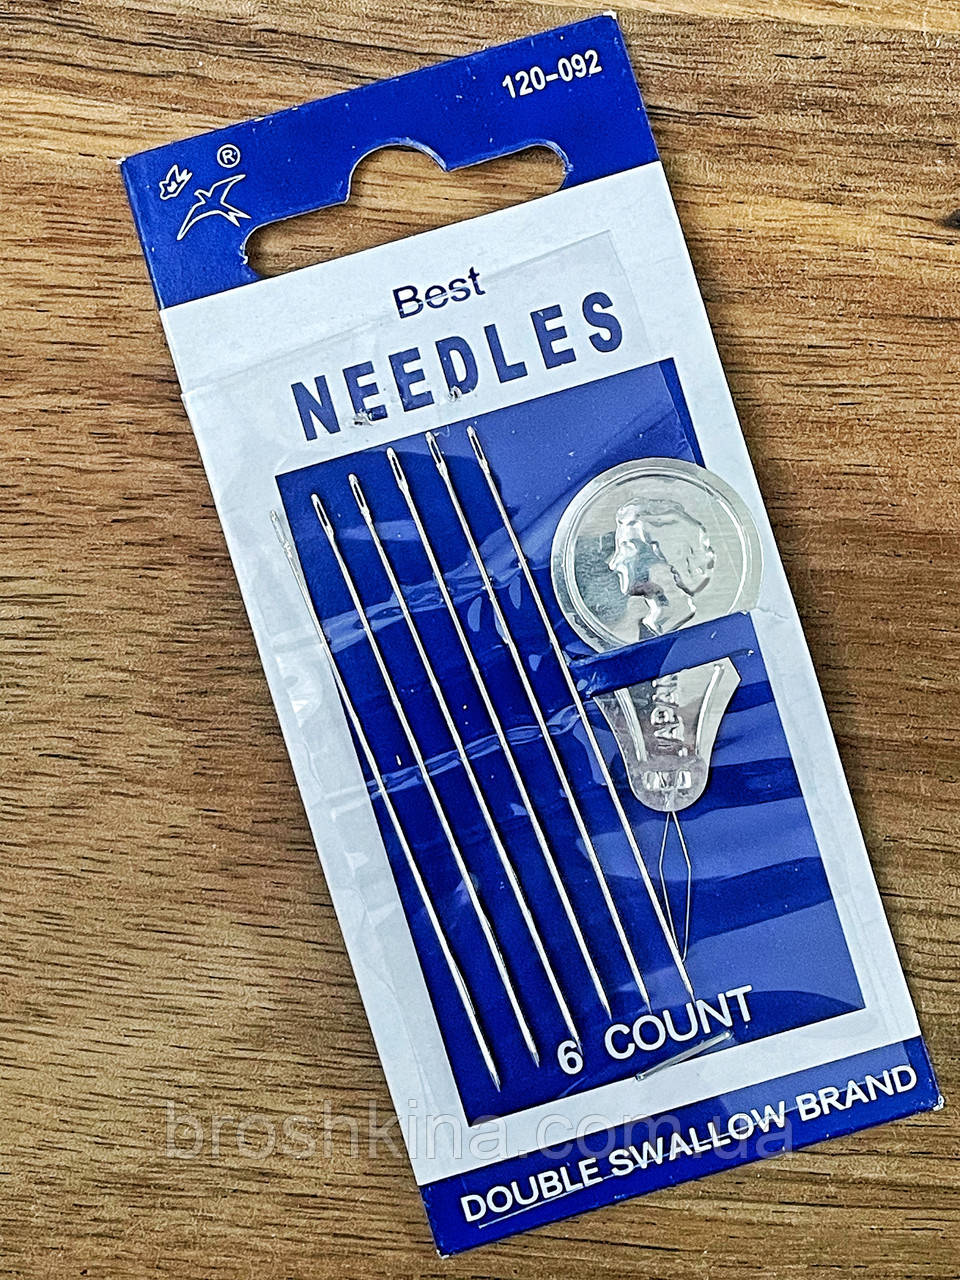 120-092
®
Best
NEEDLES
6 COUNT
DOUBLE SWALLOW BRAND
broshkina.com.ua